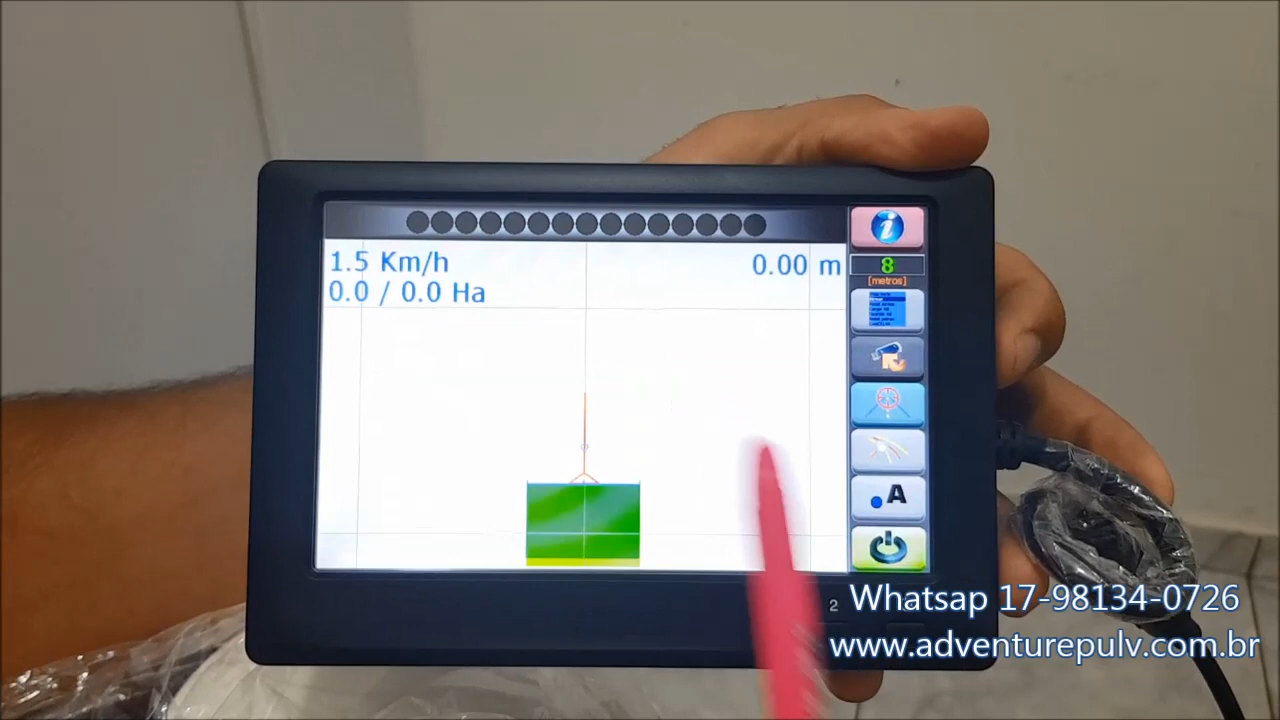 1.5 Km/h
0.00 m
0.0 / 0.0 Ha
8
[metros]
A
2
Whatsap 17-98134-0726
www.adventurepulv.com.br